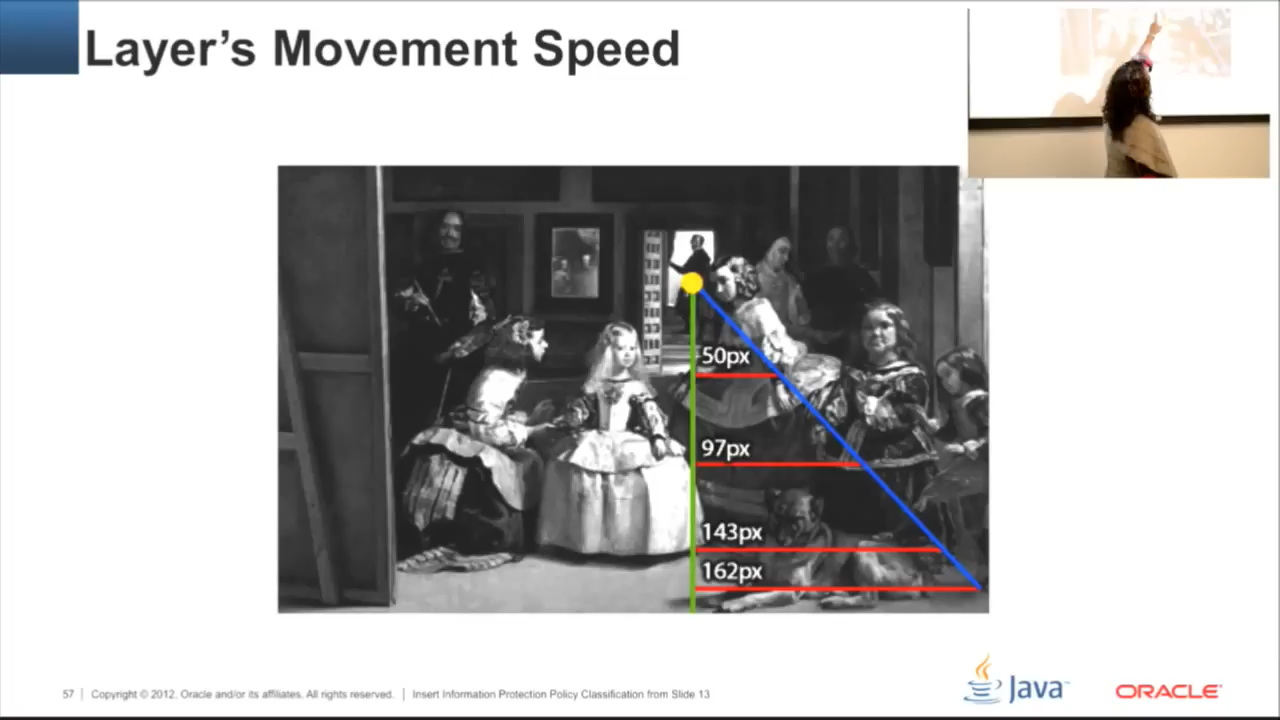 Layer's Movement Speed
50px
97px
143px
162px
57 | Copyright © 2012, Oracle and/or its affiliates. All rights reserved. | Insert Information Protection Policy Classification from Slide 13
Java™
ORACLE®